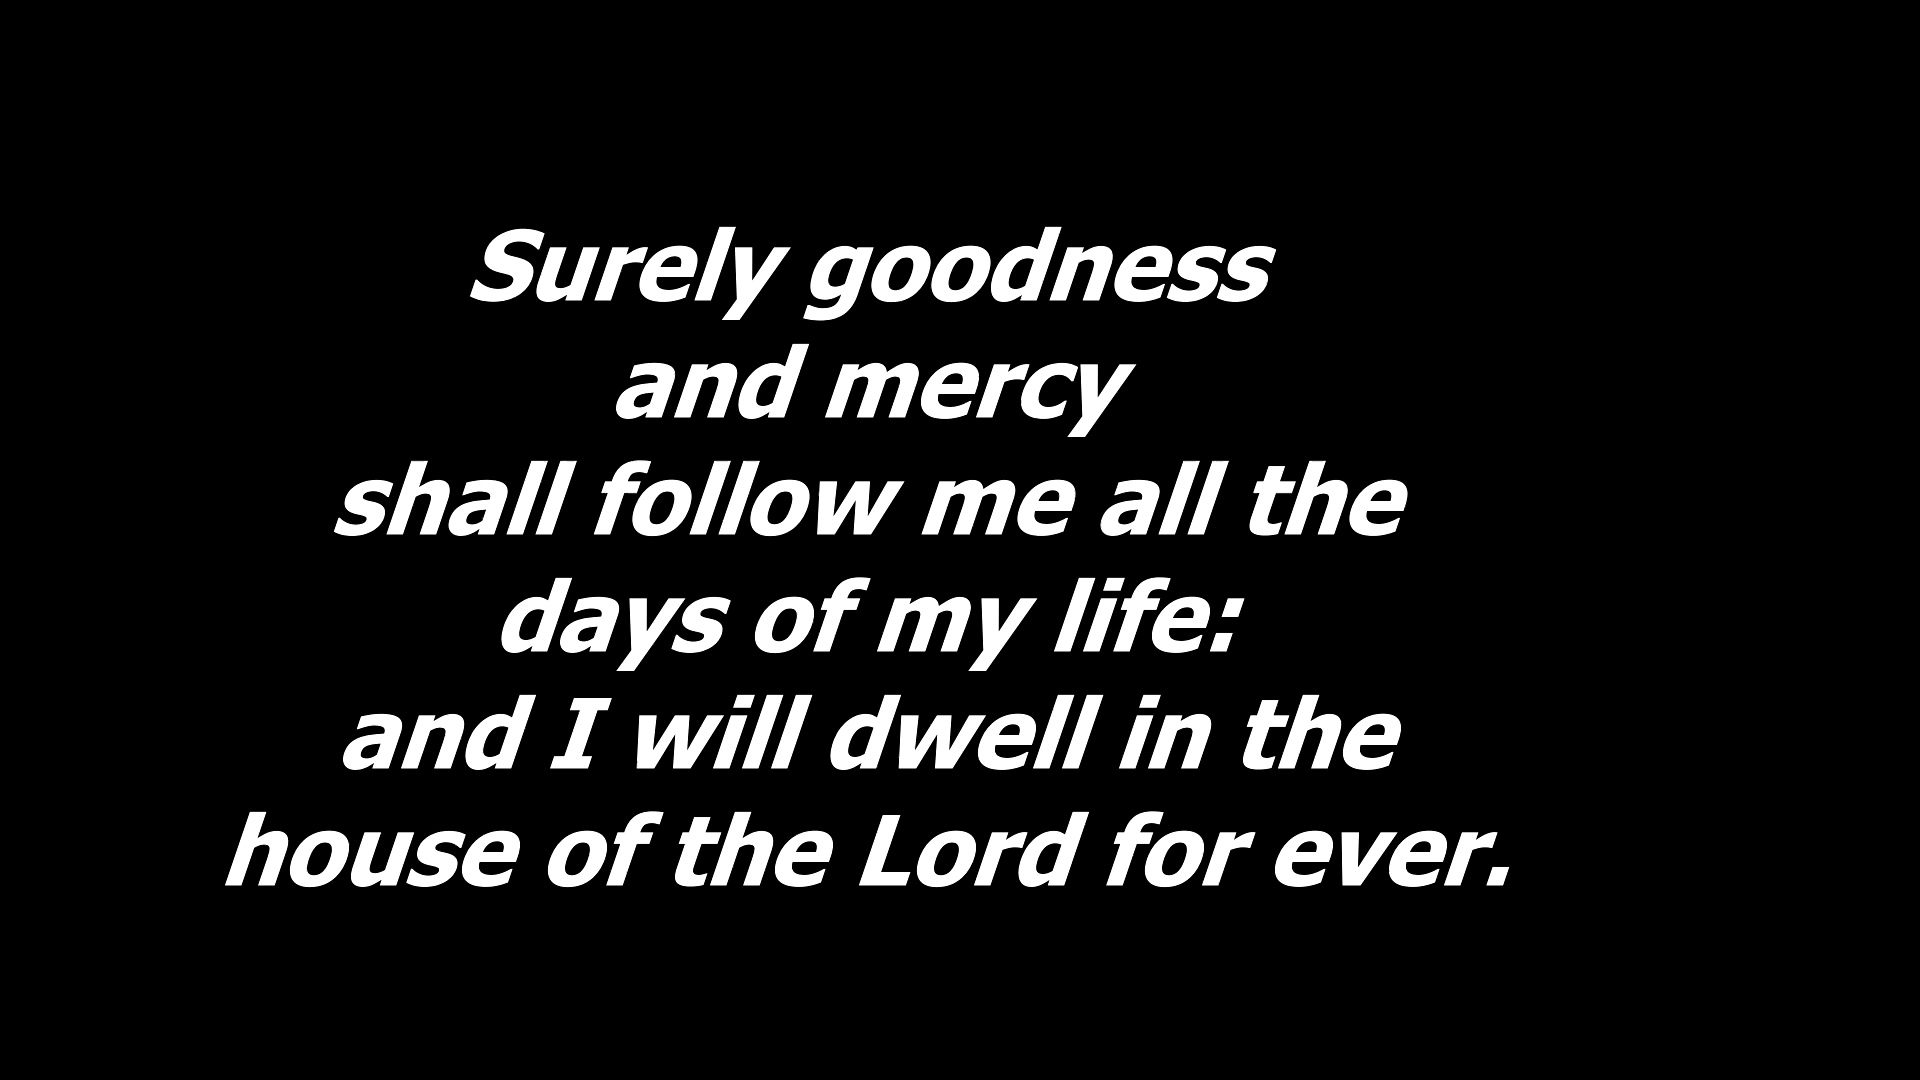 Surely goodness
and mercy
shall follow me all the
days of my life:
and I will dwell in the
house of the Lord for ever.